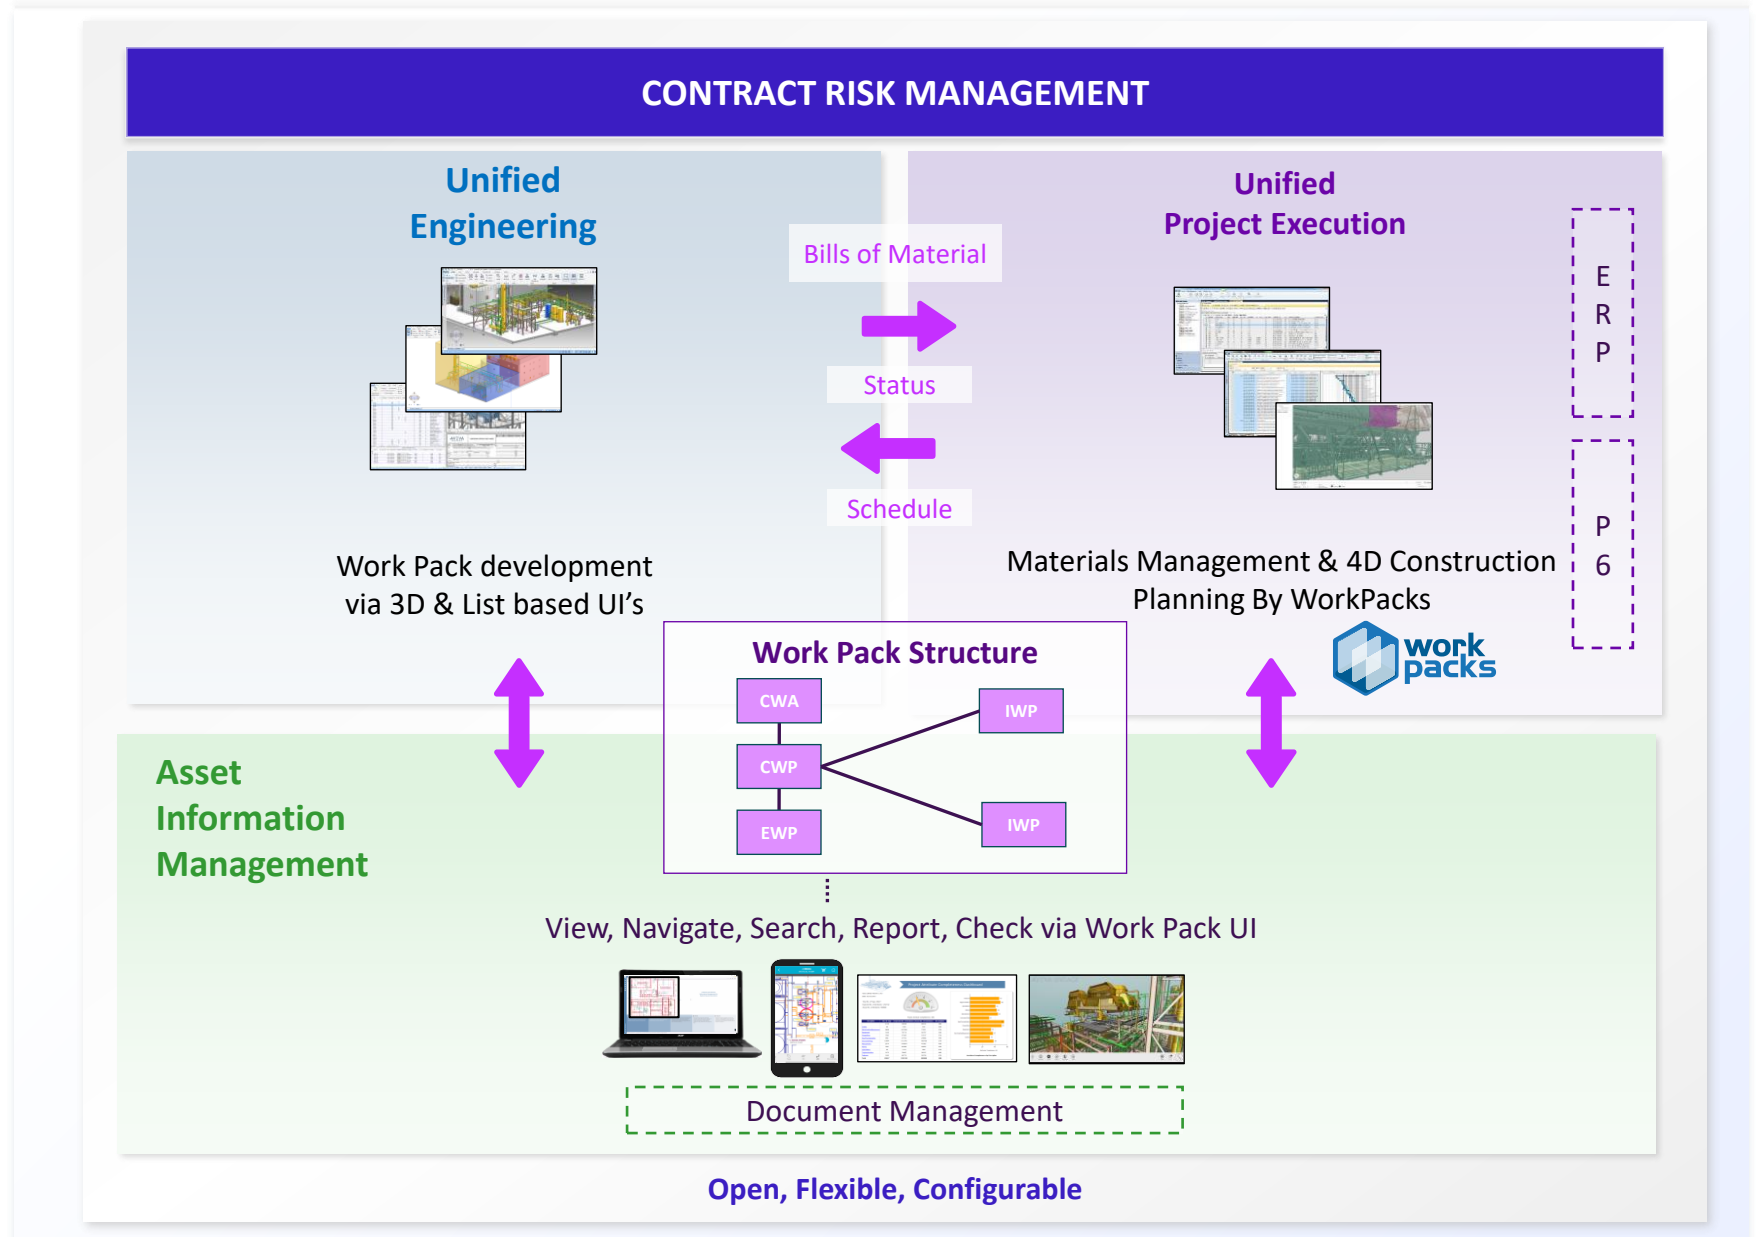 CONTRACT RISK MANAGEMENT
Unified
Engineering
Bills of Material
Status
Schedule
Work Pack development
via 3D & List based UI’s
Unified
Project Execution
E
R
P
P
6
Materials Management & 4D Construction
Planning By WorkPacks
work
packs
Work Pack Structure
CWA
CWP
EWP
IWP
IWP
Asset
Information
Management
View, Navigate, Search, Report, Check via Work Pack UI
Document Management
Open, Flexible, Configurable